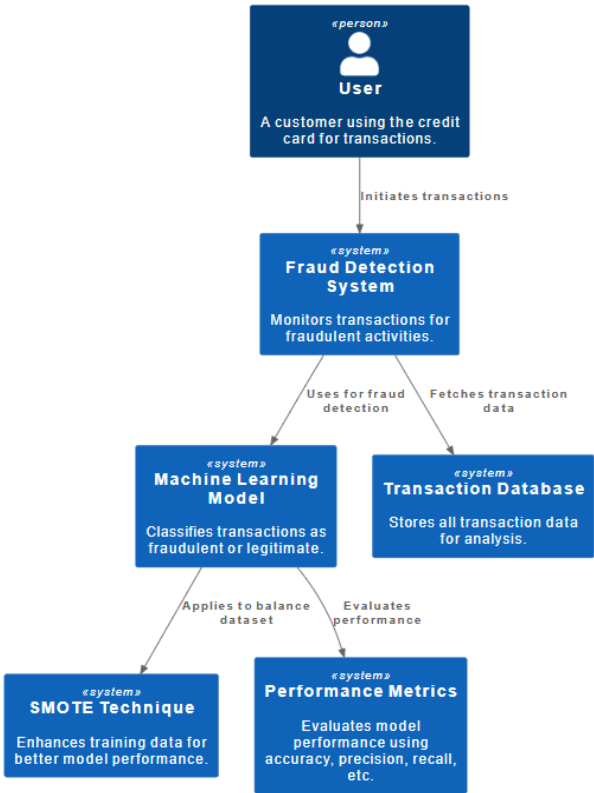 «person»
User
A customer using the credit
card for transactions.
Initiates transactions
«system»
Fraud Detection
System
Monitors transactions for
fraudulent activities.
Uses for fraud
detection
Fetches transaction
data
«system»
Machine Learning
Model
Classifies transactions as
fraudulent or legitimate.
«system»
Transaction Database
Stores all transaction data
for analysis.
Applies to balance
dataset
Evaluates
performance
«system»
SMOTE Technique
Enhances training data for
better model performance.
«system»
Performance Metrics
Evaluates model
performance using
accuracy, precision, recall,
etc.